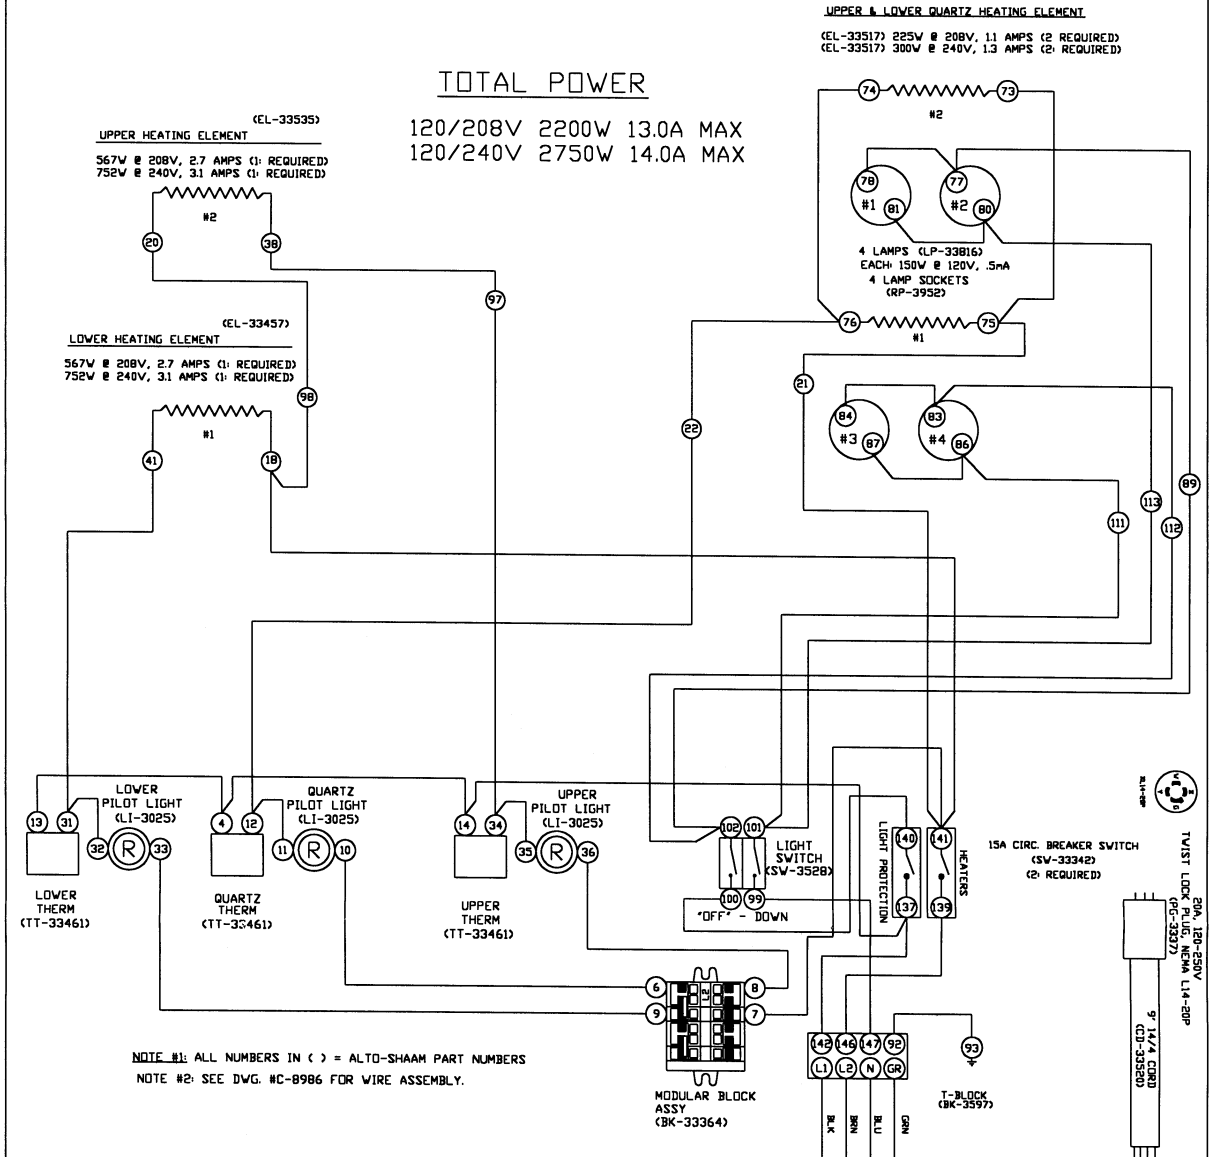 UPPER & LOWER QUARTZ HEATING ELEMENT
(EL-33517) 225W @ 208V, 1.1 AMPS (2 REQUIRED)
(EL-33517) 300W @ 240V, 1.3 AMPS (2 REQUIRED)
TOTAL POWER
120/208V 2200W 13.0A MAX
120/240V 2750W 14.0A MAX
74
73
#2
(EL-33535)
UPPER HEATING ELEMENT
567W @ 208V, 2.7 AMPS (1 REQUIRED)
752W @ 240V, 3.1 AMPS (1 REQUIRED)
#2
20
38
97
78
77
#1
81
#2
80
4 LAMPS (LP-33816)
EACH: 150W @ 120V, .5mA
4 LAMP SOCKETS
(RP-3952)
76
75
#1
(EL-33457)
LOWER HEATING ELEMENT
567W @ 208V, 2.7 AMPS (1 REQUIRED)
752W @ 240V, 3.1 AMPS (1 REQUIRED)
98
#1
41
18
21
22
84
83
#3
87
#4
86
89
113
112
111
LOWER
PILOT LIGHT
(LI-3025)
QUARTZ
PILOT LIGHT
(LI-3025)
UPPER
PILOT LIGHT
(LI-3025)
13
31
32
R
33
4
12
11
R
10
14
34
35
R
36
LOWER
THERM
(TT-33461)
QUARTZ
THERM
(TT-33461)
UPPER
THERM
(TT-33461)
102
101
LIGHT
SWITCH
(SW-3528)
100
99
"OFF" - DOWN
LIGHT PROTECTION
140
137
141
139
HEATERS
15A CIRC. BREAKER SWITCH
(SW-33342)
(2 REQUIRED)
NL14-20P
W
X
Y
G
20A, 120-250V
TWIST LOCK PLUG, NEMA L14-20P
(PG-3337)
9' 14/4 CORD
(CD-33520)
6
9
L2
8
7
MODULAR BLOCK
ASSY
(BK-33364)
142
146
147
92
L1
L2
N
GR
93
T-BLOCK
(BK-3597)
BLK
BRN
BLU
GRN
NOTE #1: ALL NUMBERS IN ( ) = ALTO-SHAAM PART NUMBERS
NOTE #2: SEE DWG. #C-8986 FOR WIRE ASSEMBLY.